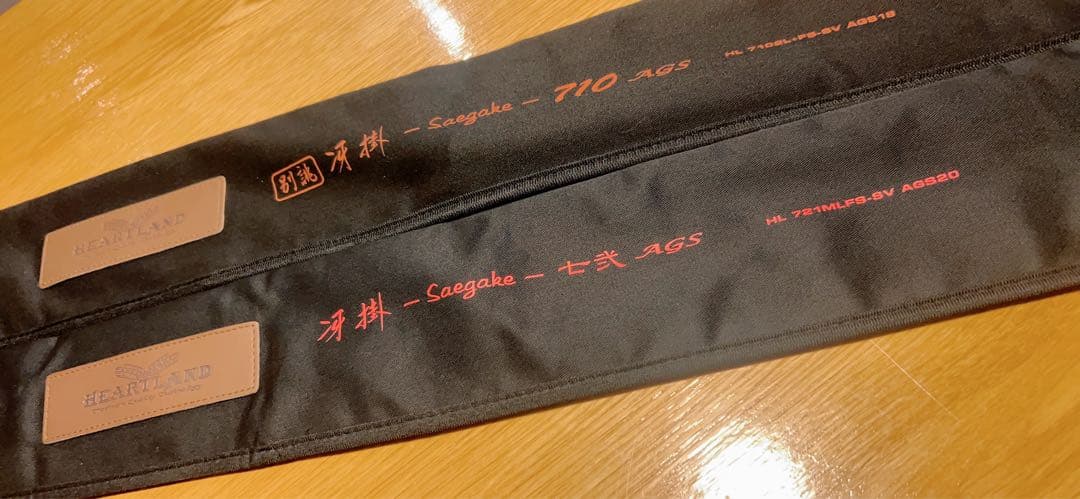 別誂 冴掛 — Saegake — 710 AGS
HL 7102L+FS-SV AGS18
HEARTLAND
冴掛 — Saegake — 七弐 AGS
HL 721MLFS-SV AGS20
HEARTLAND